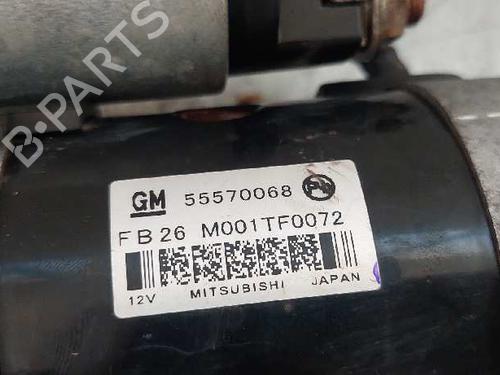 B-PARTS
GM 55570068 Pb
FB26 M001TF0072
12V MITSUBISHI JAPAN